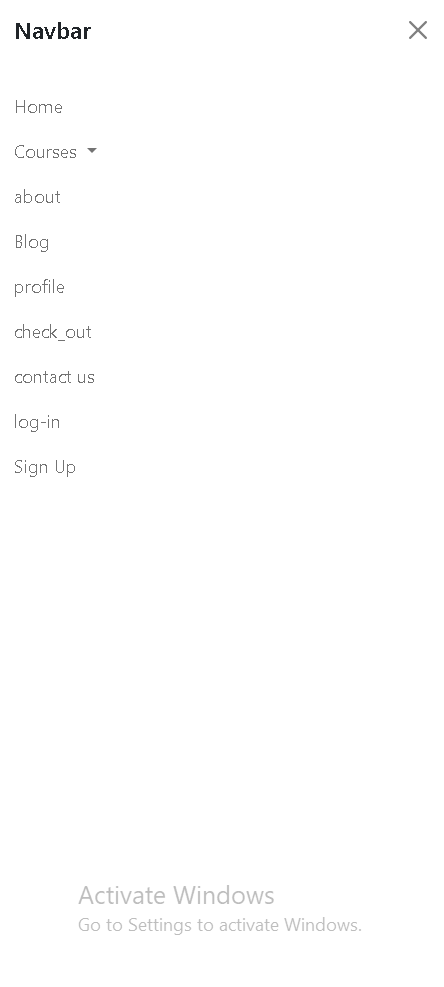 Navbar
Home
Courses
about
Blog
profile
check_out
contact us
log-in
Sign Up
Activate Windows
Go to Settings to activate Windows.